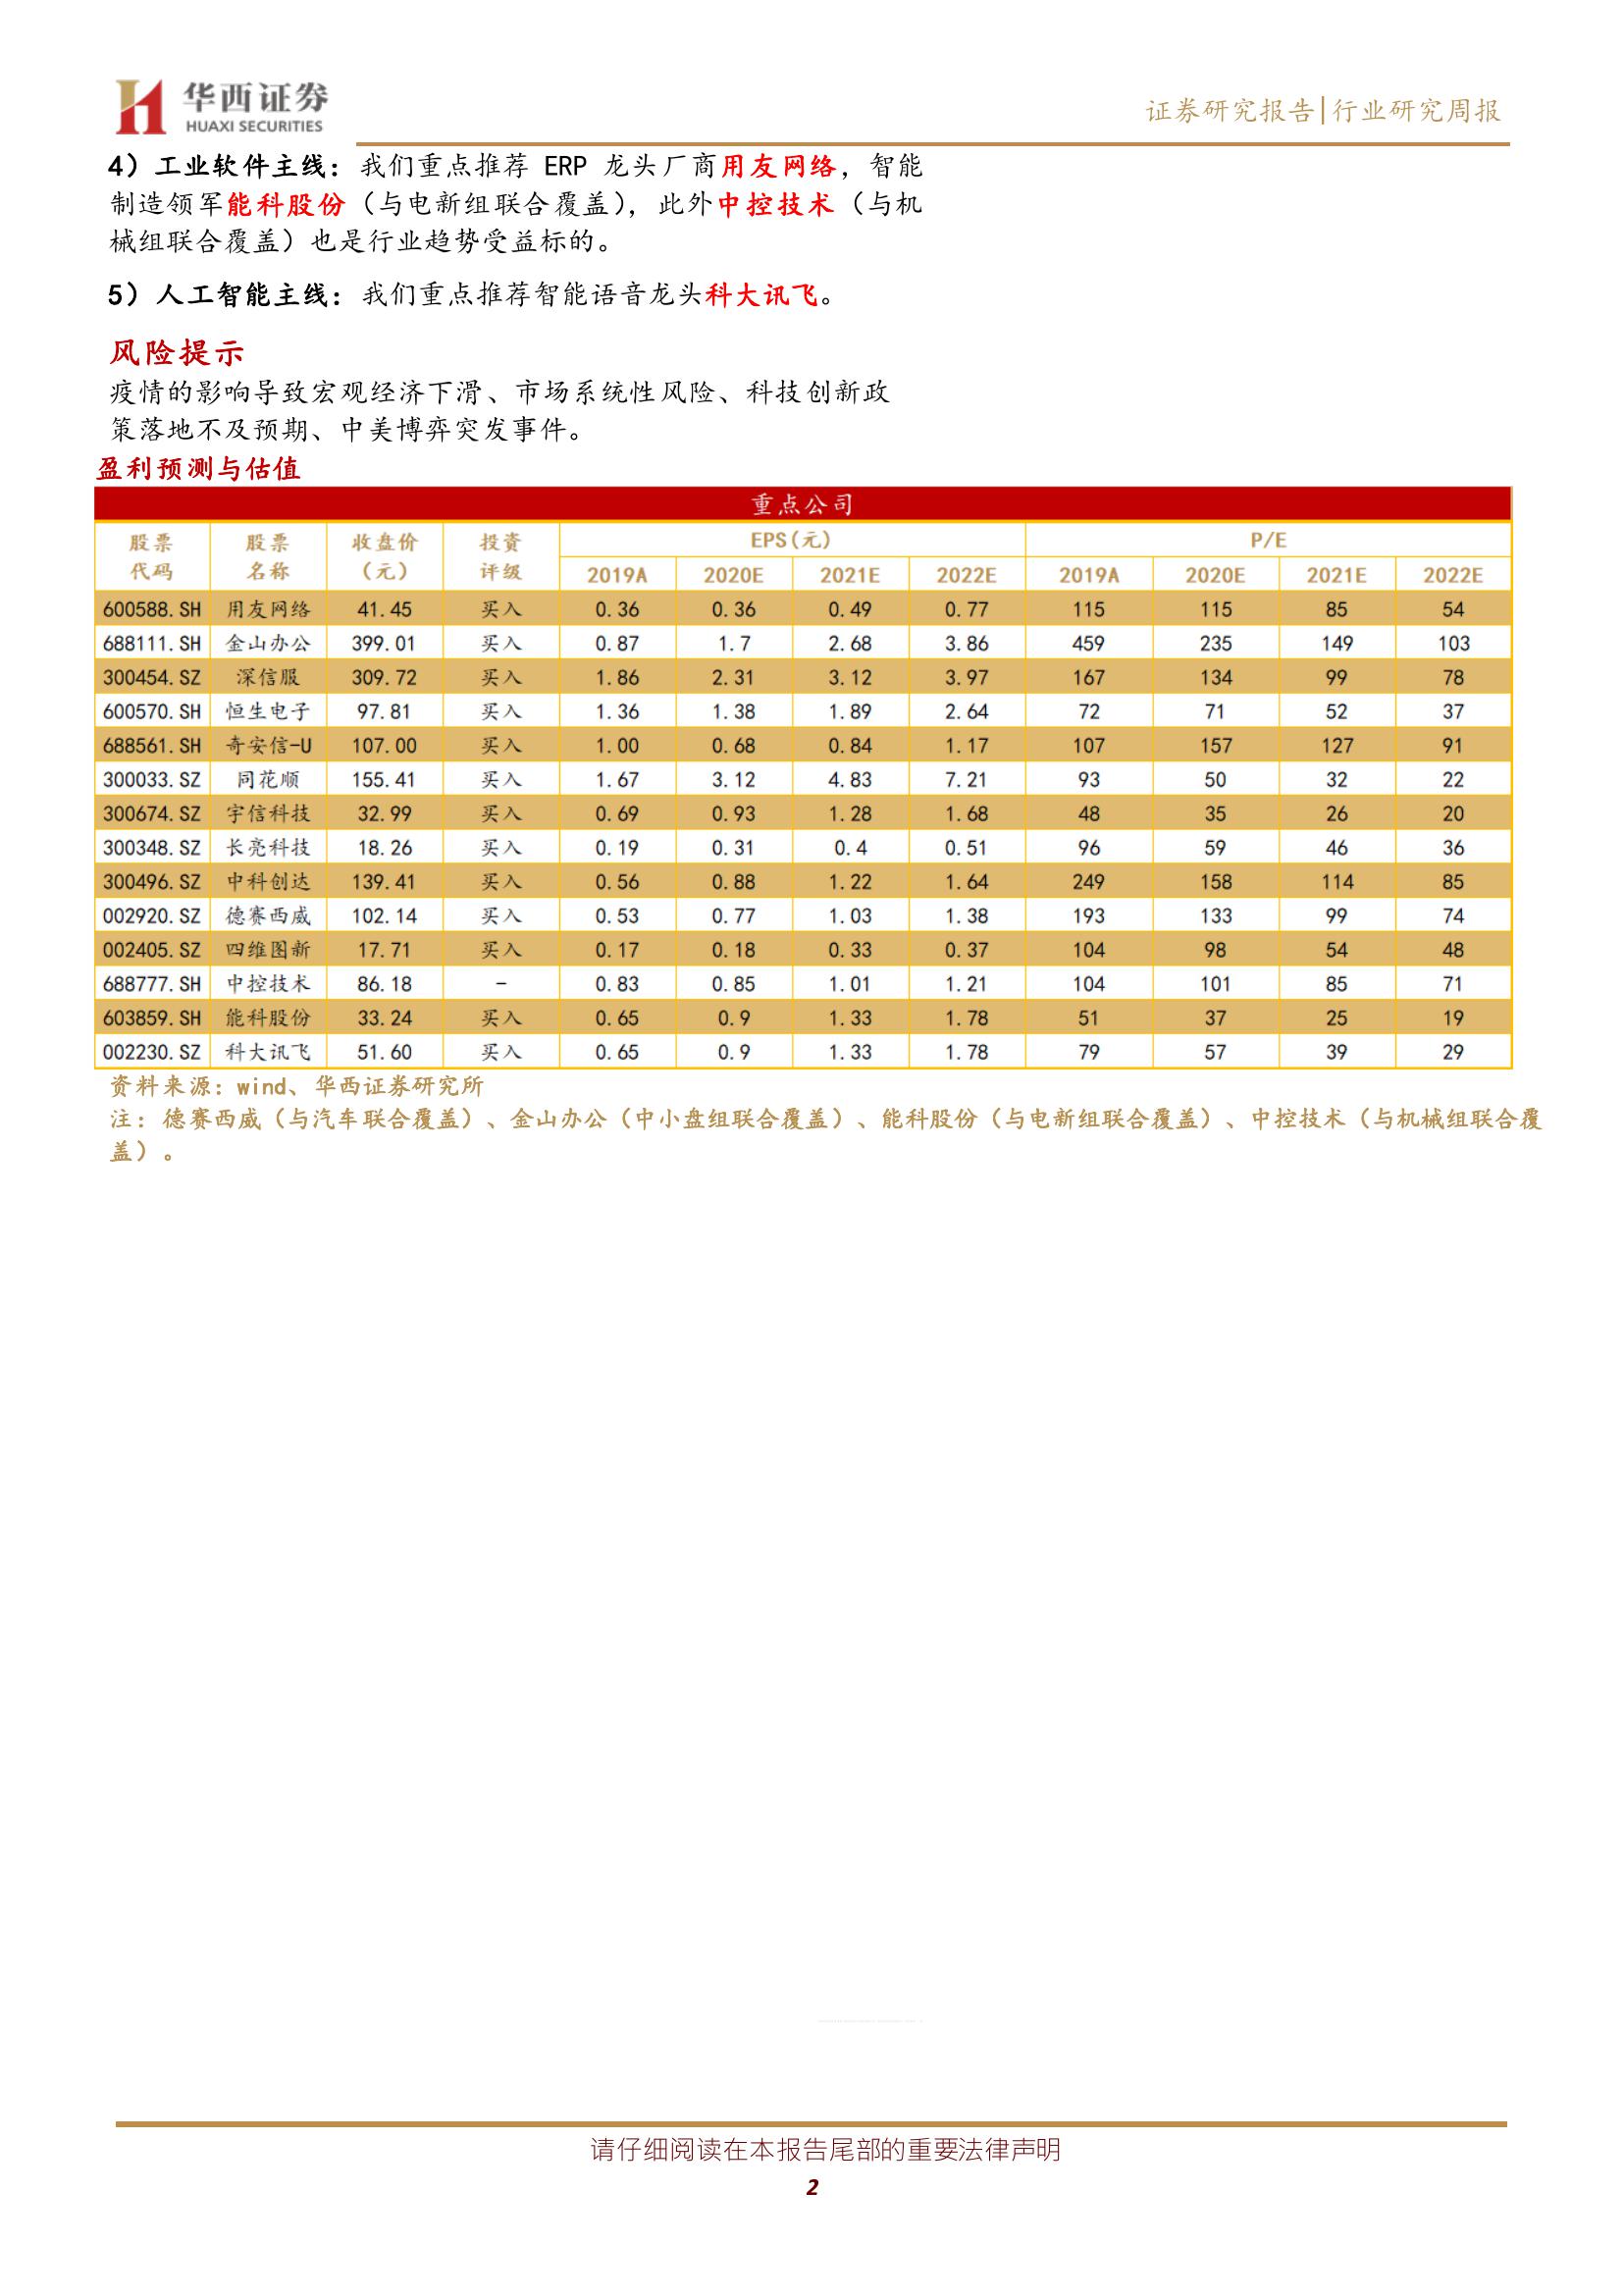 华西证券
HUAXI SECURITIES
证券研究报告|行业研究周报
4）工业软件主线：我们重点推荐 ERP 龙头厂商用友网络，智能
制造领军能科股份（与电新组联合覆盖），此外中控技术（与机
械组联合覆盖）也是行业趋势受益标的。
5）人工智能主线：我们重点推荐智能语音龙头科大讯飞。
风险提示
疫情的影响导致宏观经济下滑、市场系统性风险、科技创新政
策落地不及预期、中美博弈突发事件。
盈利预测与估值
重点公司
股票代码 股票名称 收盘价（元） 投资评级 EPS(元) P/E
2019A 2020E 2021E 2022E 2019A 2020E 2021E 2022E
600588.SH 用友网络 41.45 买入 0.36 0.36 0.49 0.77 115 115 85 54
688111.SH 金山办公 399.01 买入 0.87 1.7 2.68 3.86 459 235 149 103
300454.SZ 深信服 309.72 买入 1.86 2.31 3.12 3.97 167 134 99 78
600570.SH 恒生电子 97.81 买入 1.36 1.38 1.89 2.64 72 71 52 37
688561.SH 奇安信-U 107.00 买入 1.00 0.68 0.84 1.17 107 157 127 91
300033.SZ 同花顺 155.41 买入 1.67 3.12 4.83 7.21 93 50 32 22
300674.SZ 宇信科技 32.99 买入 0.69 0.93 1.28 1.68 48 35 26 20
300348.SZ 长亮科技 18.26 买入 0.19 0.31 0.4 0.51 96 59 46 36
300496.SZ 中科创达 139.41 买入 0.56 0.88 1.22 1.64 249 158 114 85
002920.SZ 德赛西威 102.14 买入 0.53 0.77 1.03 1.38 193 133 99 74
002405.SZ 四维图新 17.71 买入 0.17 0.18 0.33 0.37 104 98 54 48
688777.SH 中控技术 86.18 - 0.83 0.85 1.01 1.21 104 101 85 71
603859.SH 能科股份 33.24 买入 0.65 0.9 1.33 1.78 51 37 25 19
002230.SZ 科大讯飞 51.60 买入 0.65 0.9 1.33 1.78 79 57 39 29
资料来源：wind、华西证券研究所
注：德赛西威（与汽车联合覆盖）、金山办公（中小盘组联合覆盖）、能科股份（与电新组联合覆盖）、中控技术（与机械组联合覆
盖）。
请仔细阅读在本报告尾部的重要法律声明
2